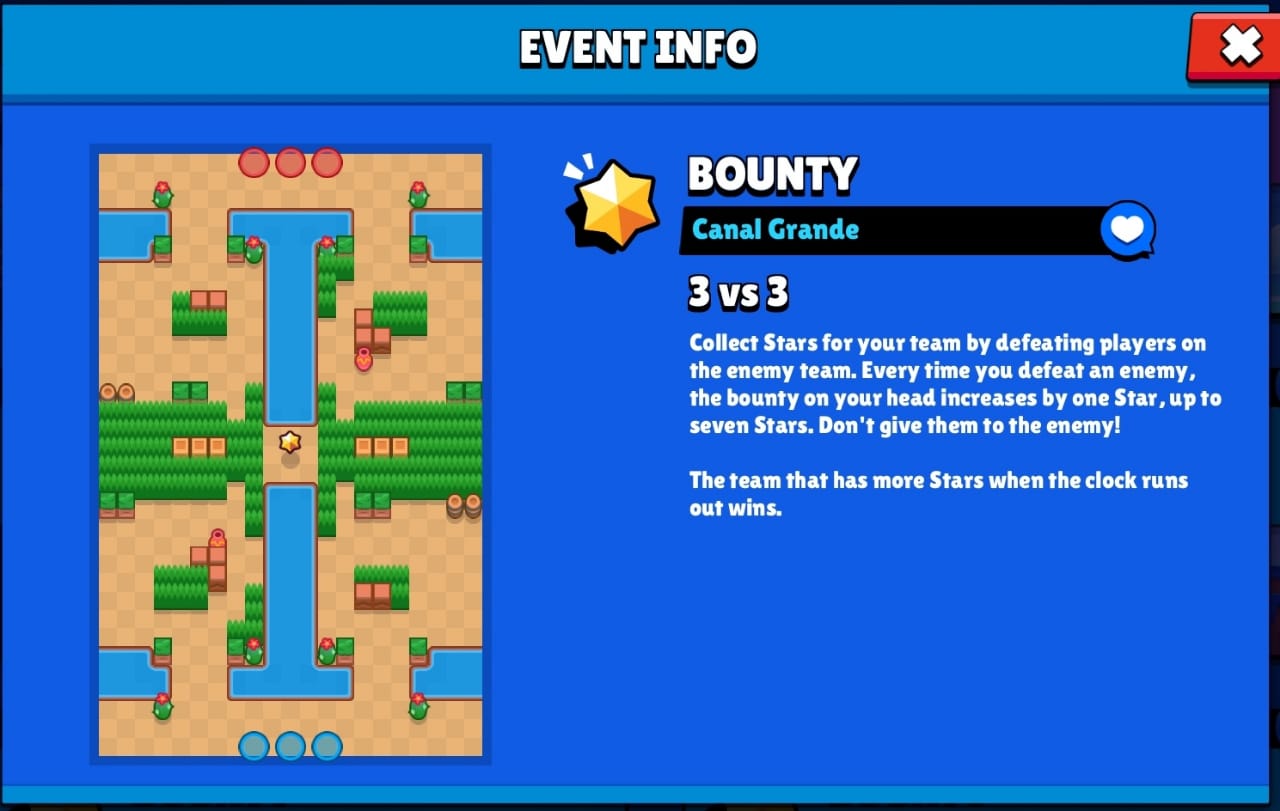 EVENT INFO
BOUNTY
Canal Grande
3 vs 3
Collect Stars for your team by defeating players on
the enemy team. Every time you defeat an enemy,
the bounty on your head increases by one Star, up to
seven Stars. Don't give them to the enemy!
The team that has more Stars when the clock runs
out wins.